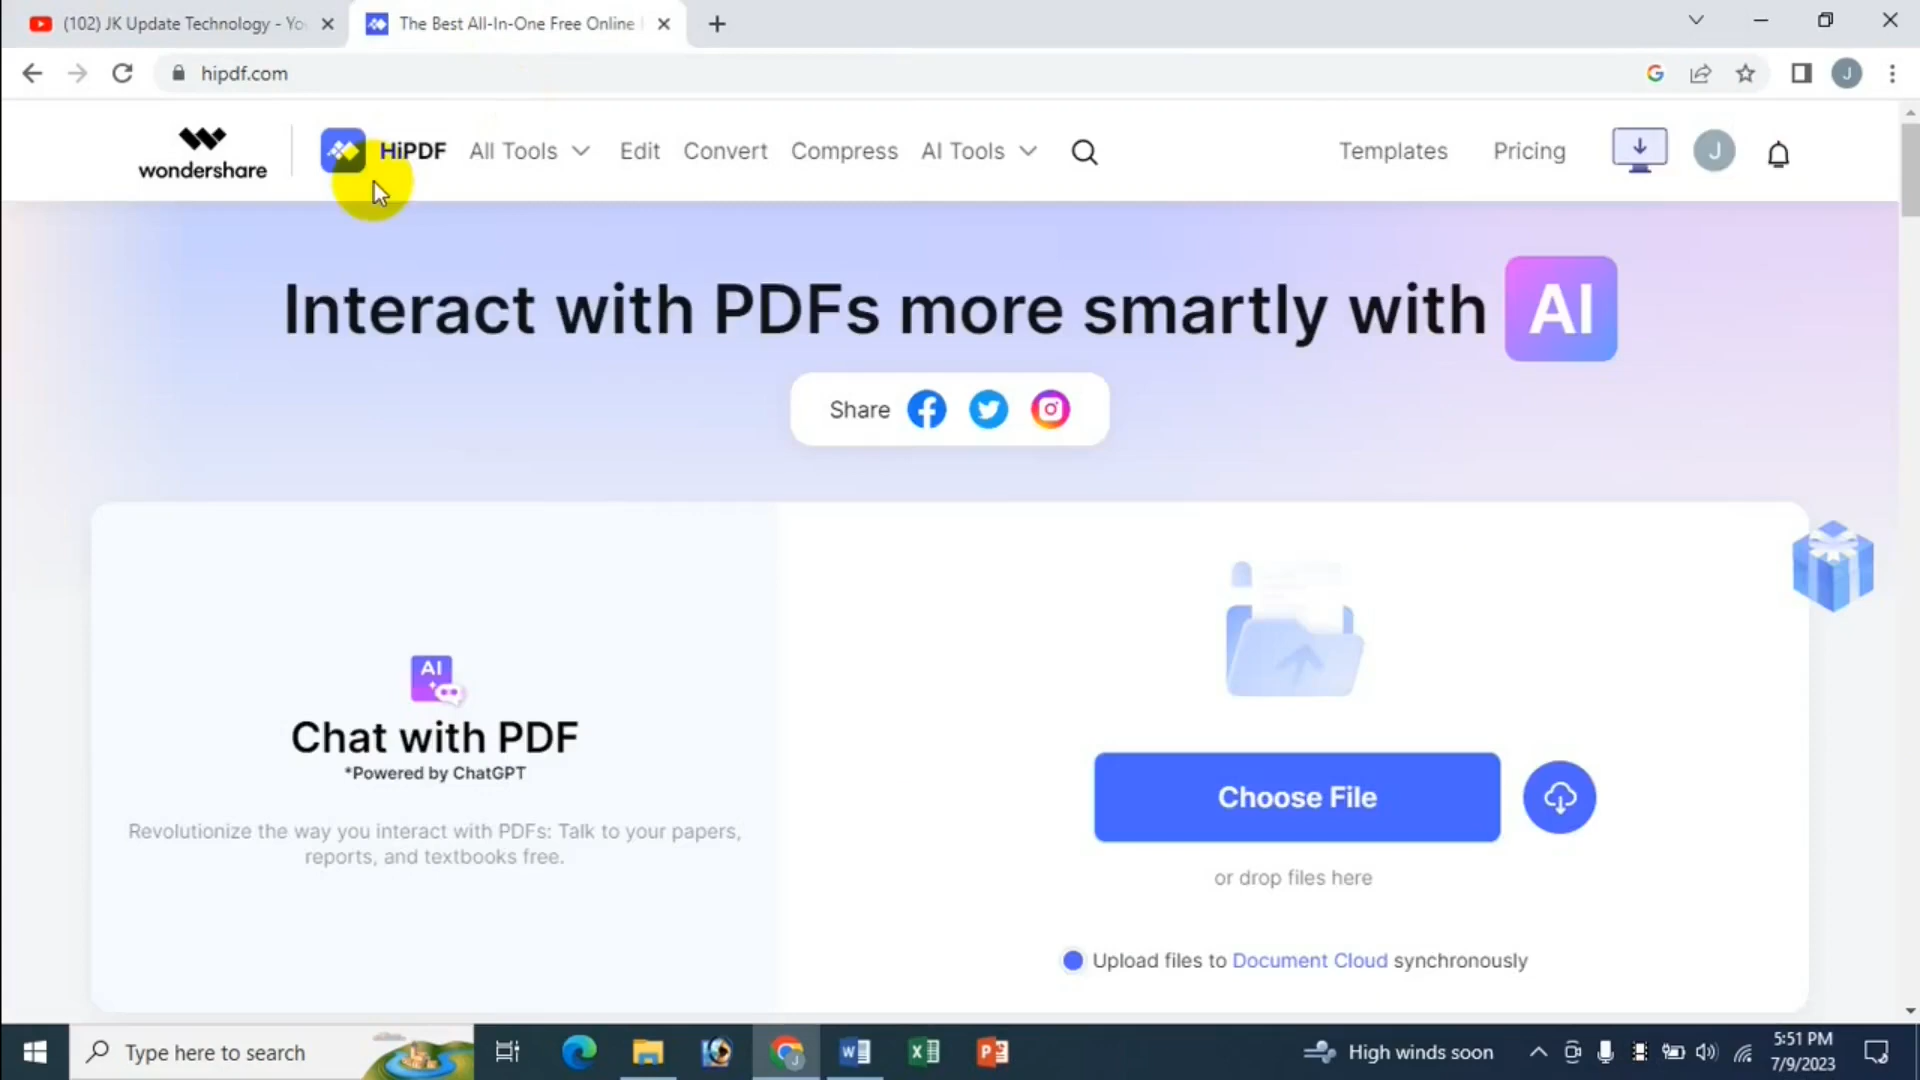 (102) JK Update Technology - Yo
The Best All-In-One Free Online
hipdf.com
J
wondershare
HiPDF
All Tools
Edit
Convert
Compress
AI Tools
Templates
Pricing
J
Interact with PDFs more smartly with AI
Share
AI
Chat with PDF
*Powered by ChatGPT
Revolutionize the way you interact with PDFs: Talk to your papers,
reports, and textbooks free.
Choose File
or drop files here
Upload files to Document Cloud synchronously
Type here to search
High winds soon
5:51 PM
7/9/2023